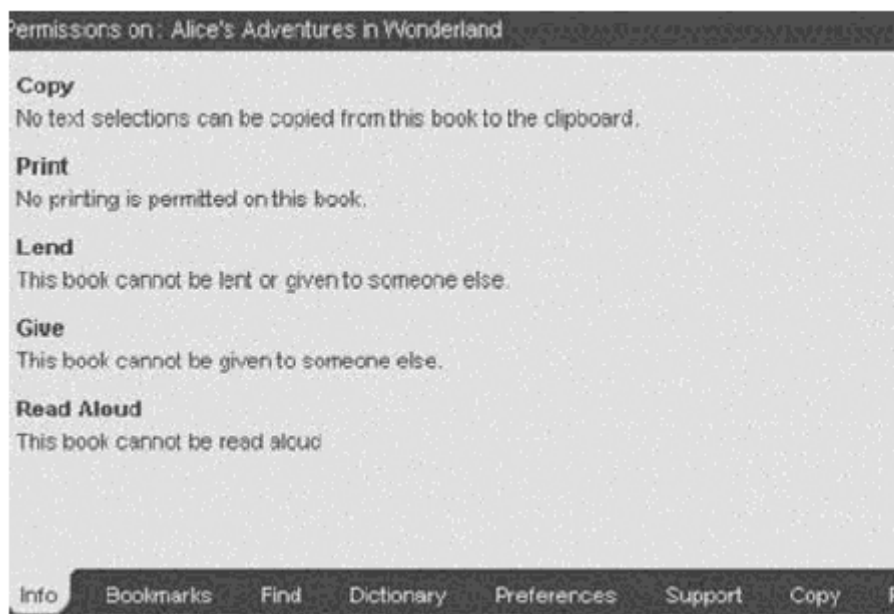 Permissions on: Alice's Adventures in Wonderland
Copy
No text selections can be copied from this book to the clipboard.
Print
No printing is permitted on this book.
Lend
This book cannot be lent or given to someone else.
Give
This book cannot be given to someone else.
Read Aloud
This book cannot be read aloud
Info Bookmarks Find Dictionary Preferences Support Copy